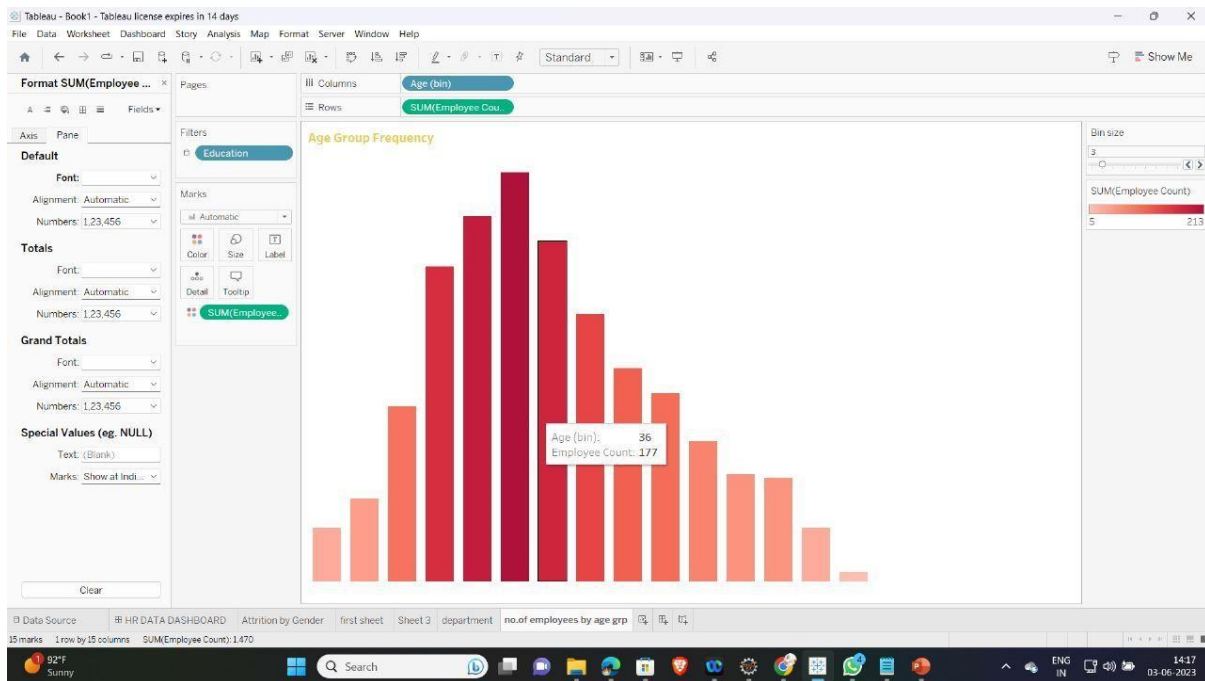 Tableau - Book1 - Tableau license expires in 14 days
File Data Worksheet Dashboard Story Analysis Map Format Server Window Help
Standard
Show Me
Format SUM(Employee ...
Fields
Axis Pane
Default
Font:
Alignment: Automatic
Numbers: 1,23,456
Totals
Font:
Alignment: Automatic
Numbers: 1,23,456
Grand Totals
Font:
Alignment: Automatic
Numbers: 1,23,456
Special Values (eg. NULL)
Text: (Blank)
Marks: Show at Indi...
Clear
Pages
Filters
Education
Marks
Automatic
Color Size Label
Detail Tooltip
SUM(Employee..
Columns
Age (bin)
Rows
SUM(Employee Cou..
Age Group Frequency
Age (bin): 36
Employee Count: 177
Bin size
3
SUM(Employee Count)
5 213
Data Source HR DATA DASHBOARD Attrition by Gender first sheet Sheet 3 department no.of employees by age grp
15 marks 1 row by 15 columns SUM(Employee Count): 1,470
92°F
Sunny
Search
ENG
IN
14:17
03-06-2023